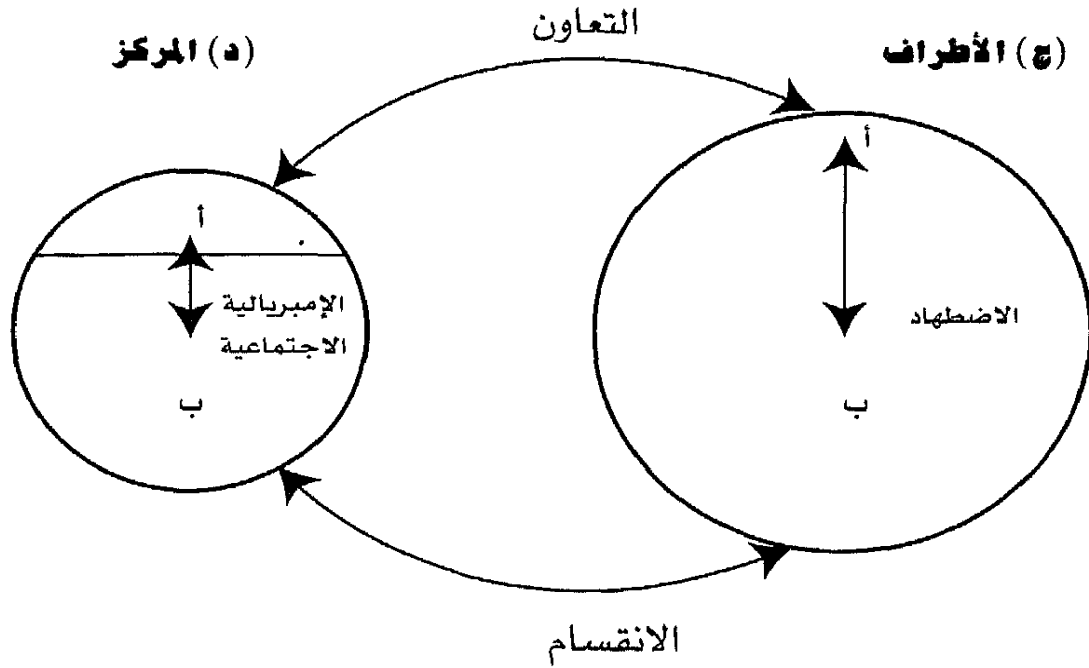 التعاون
(ج) الأطراف
(د) المركز
أ
أ
الإمبريالية
الاجتماعية
الاضطهاد
ب
ب
الانقسام